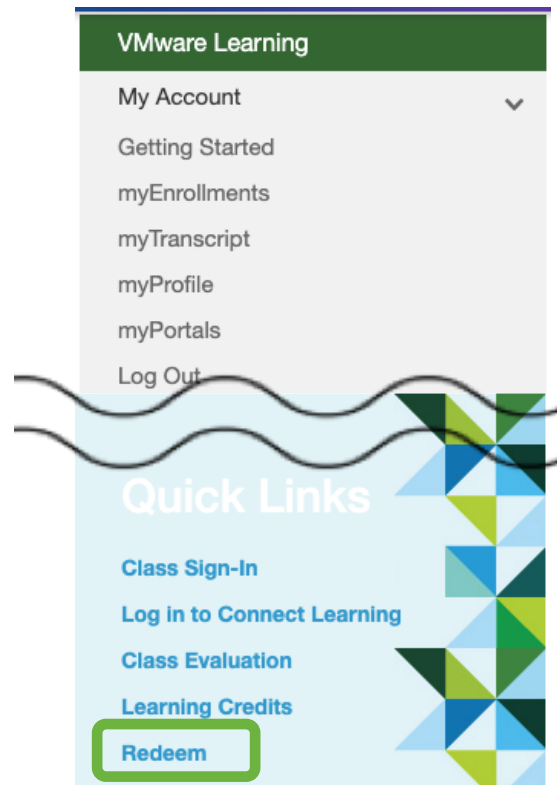 VMware Learning
My Account
Getting Started
myEnrollments
myTranscript
myProfile
myPortals
Log Out
Quick Links
Class Sign-In
Log in to Connect Learning
Class Evaluation
Learning Credits
Redeem